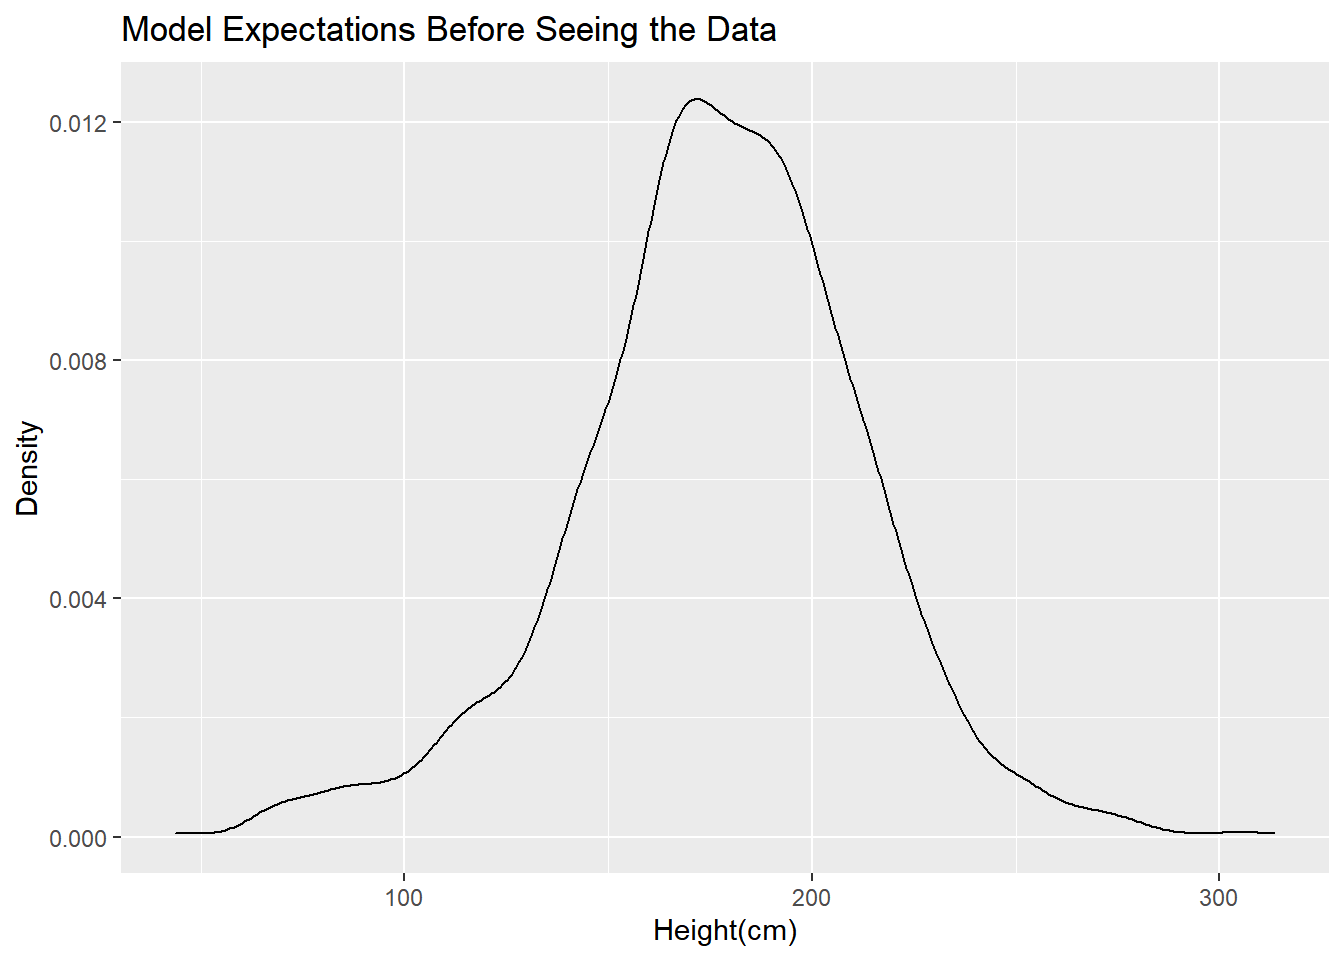 Model Expectations Before Seeing the Data
0.012
0.008
0.004
0.000
Density
100
200
300
Height(cm)